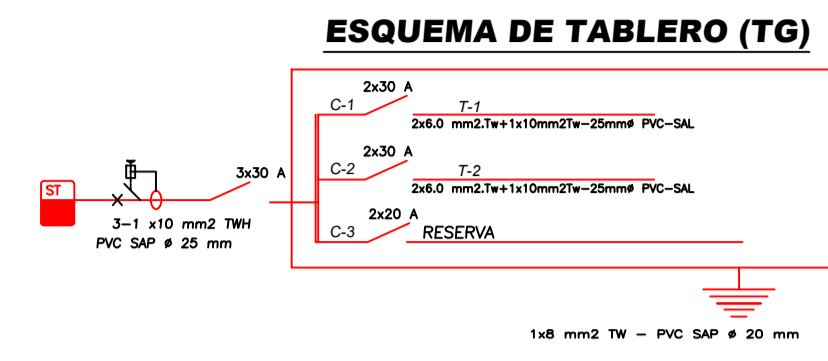 ESQUEMA DE TABLERO (TG)
2x30 A
C-1
T-1
2x6.0 mm2.Tw+1x10mm2Tw-25mmø PVC-SAL
2x30 A
C-2
T-2
2x6.0 mm2.Tw+1x10mm2Tw-25mmø PVC-SAL
3x30 A
ST
3-1 x10 mm2 TWH
PVC SAP ø 25 mm
2x20 A
C-3
RESERVA
1x8 mm2 TW - PVC SAP ø 20 mm